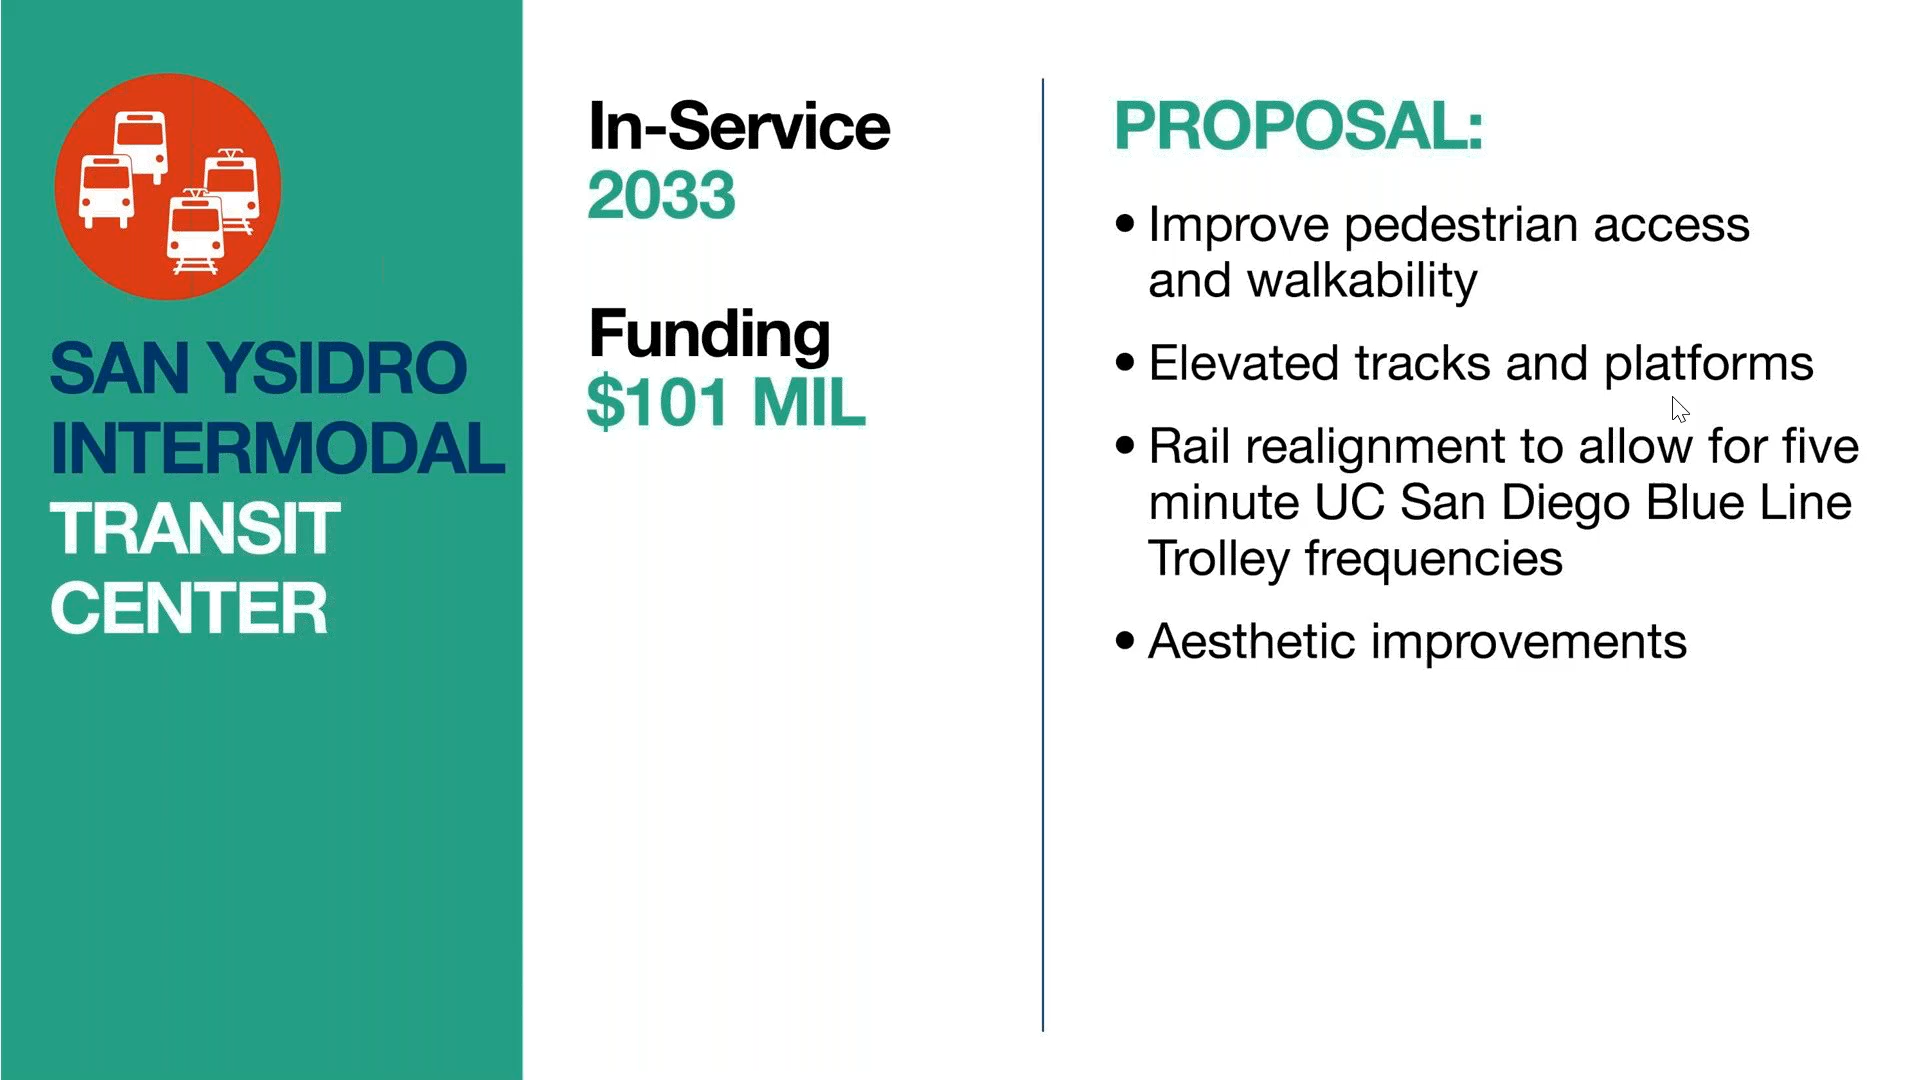 SAN YSIDRO
INTERMODAL
TRANSIT
CENTER
In-Service
2033
Funding
$101 MIL
PROPOSAL:
• Improve pedestrian access
and walkability
• Elevated tracks and platforms
• Rail realignment to allow for five
minute UC San Diego Blue Line
Trolley frequencies
• Aesthetic improvements